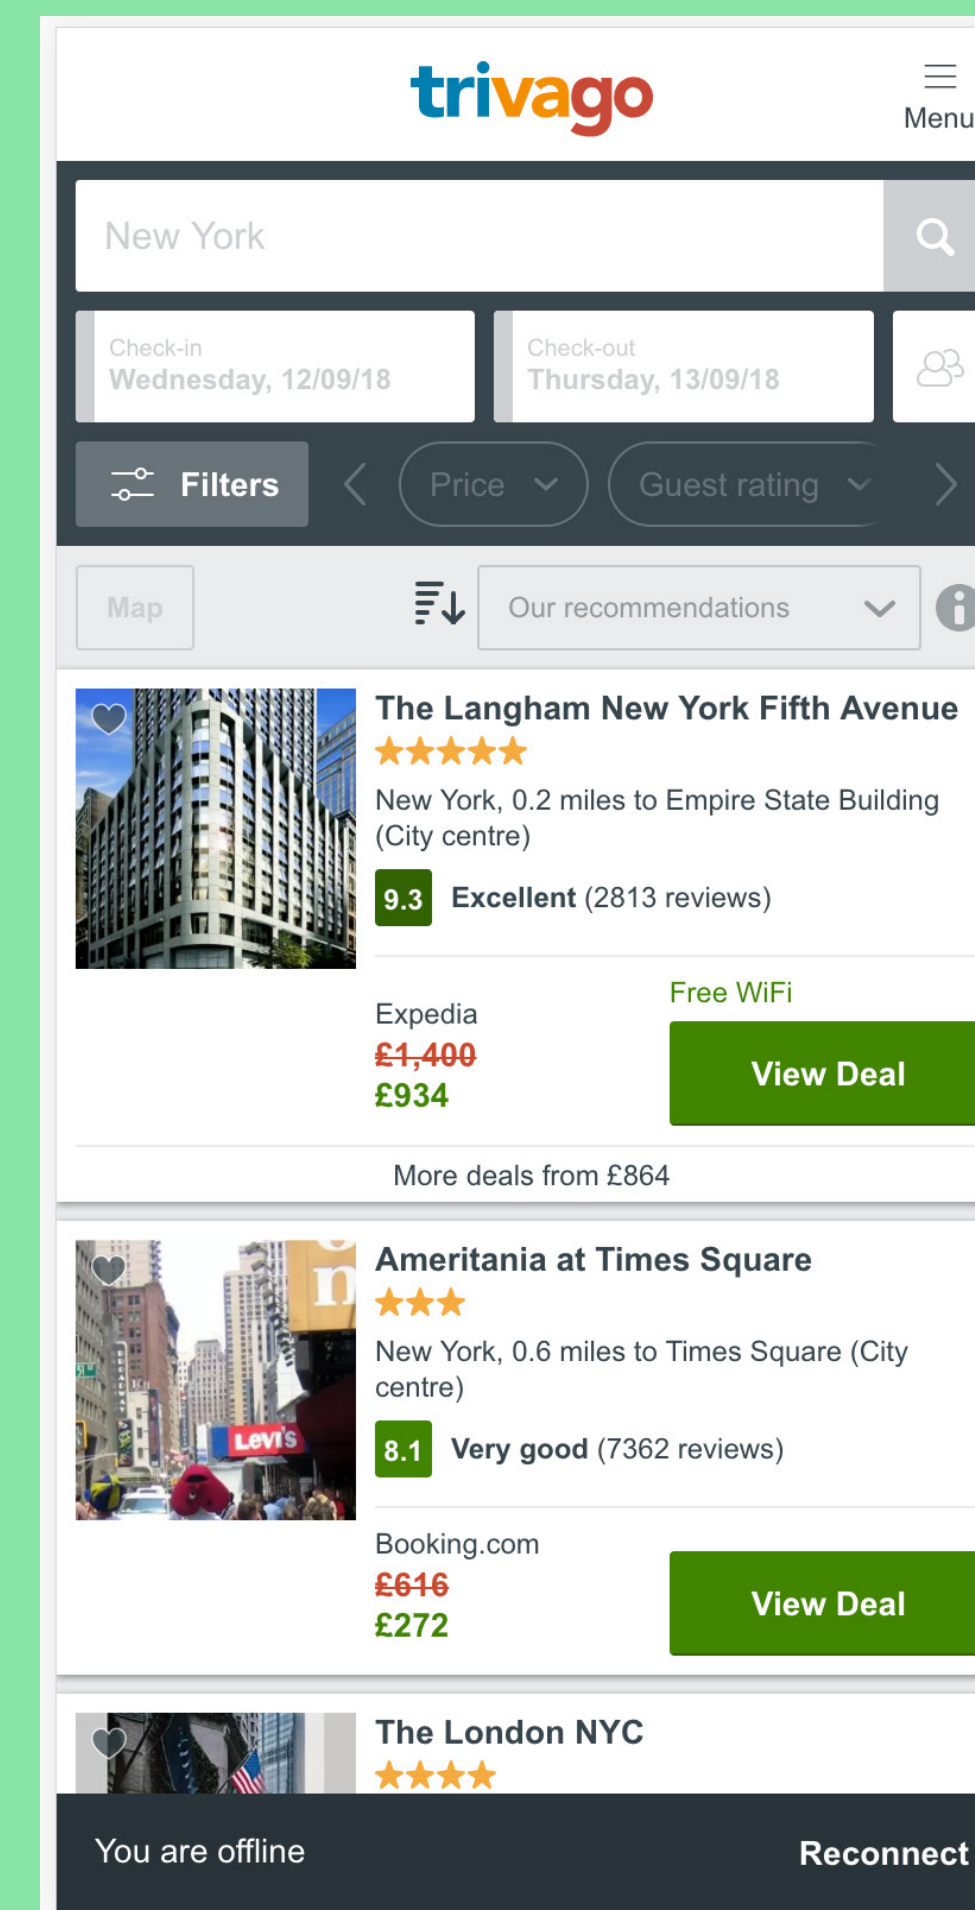 trivago
Menu
New York
Check-in
Wednesday, 12/09/18
Check-out
Thursday, 13/09/18
Filters
Price
Guest rating
Map
Our recommendations
The Langham New York Fifth Avenue
New York, 0.2 miles to Empire State Building
(City centre)
9.3 Excellent (2813 reviews)
Free WiFi
Expedia
£1,400
£934
View Deal
More deals from £864
Ameritania at Times Square
New York, 0.6 miles to Times Square (City
centre)
8.1 Very good (7362 reviews)
Booking.com
£616
£272
View Deal
BROADWAY
LEVI'S
The London NYC
You are offline
Reconnect